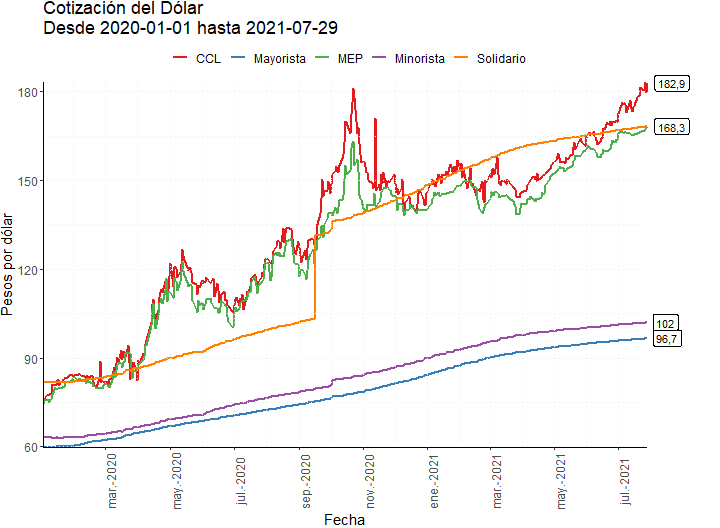 Cotización del Dólar
Desde 2020-01-01 hasta 2021-07-29
CCL Mayorista MEP Minorista Solidario
Pesos por dólar
180
150
120
90
60
182,9
168,3
102
96,7
mar.-2020
may.-2020
jul.-2020
sep.-2020
nov.-2020
ene.-2021
mar.-2021
may.-2021
jul.-2021
Fecha